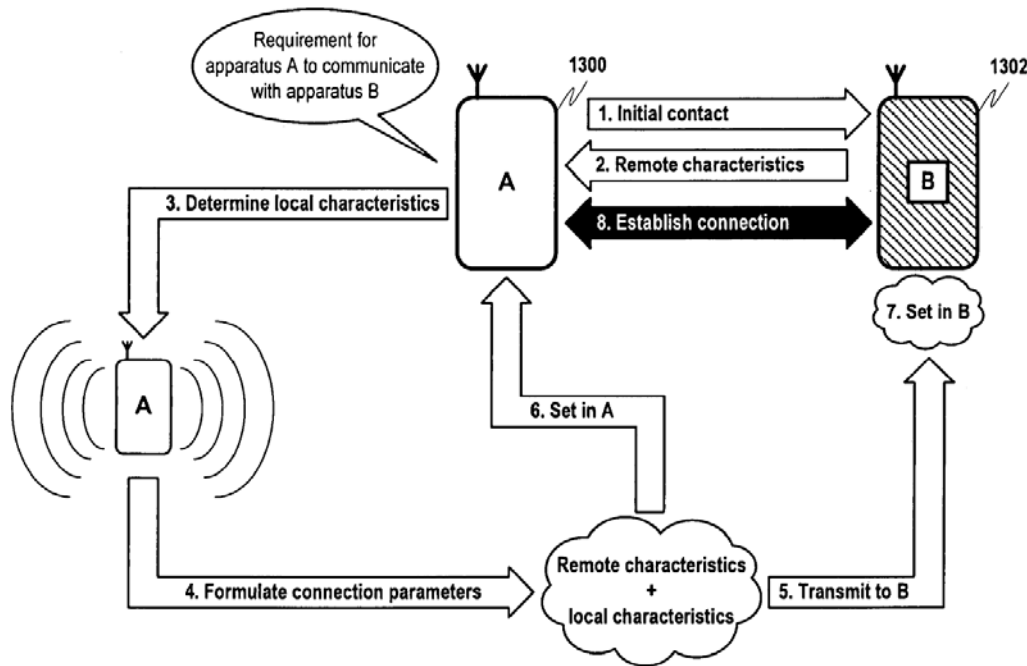 Requirement for
apparatus A to communicate
with apparatus B
1300
1302
1. Initial contact
2. Remote characteristics
A
B
3. Determine local characteristics
8. Establish connection
7. Set in B
A
6. Set in A
Remote characteristics
+
local characteristics
4. Formulate connection parameters
5. Transmit to B